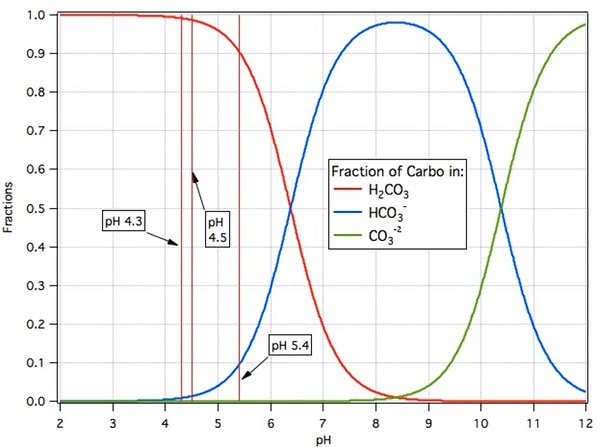 1.0
0.9
0.8
0.7
0.6
0.5
0.4
0.3
0.2
0.1
0.0
Fractions
pH 4.3
pH
4.5
pH 5.4
Fraction of Carbo in:
H₂CO₃
HCO₃⁻
CO₃⁻²
2 3 4 5 6 7 8 9 10 11 12
pH